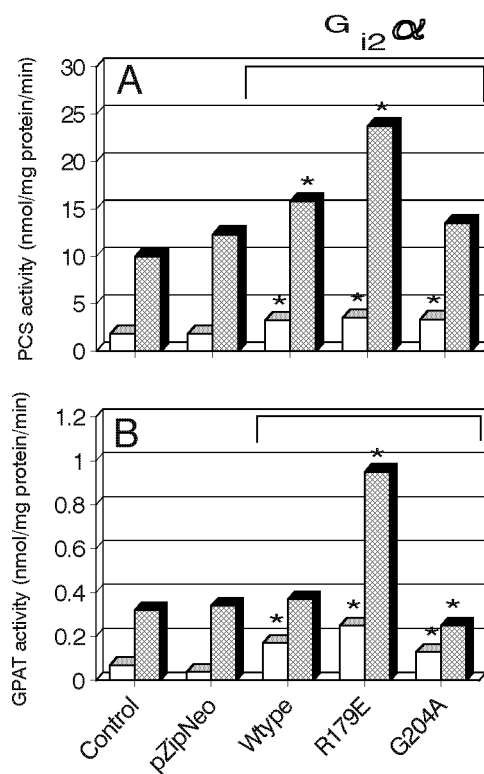 G i2 α
A
PCS activity (nmol/mg protein/min)
30
25
20
15
10
5
0
*
*
*
*
*
B
GPAT activity (nmol/mg protein/min)
1.2
1
0.8
0.6
0.4
0.2
0
*
*
*
*
*
Control
pZipNeo
Wtype
R179E
G204A